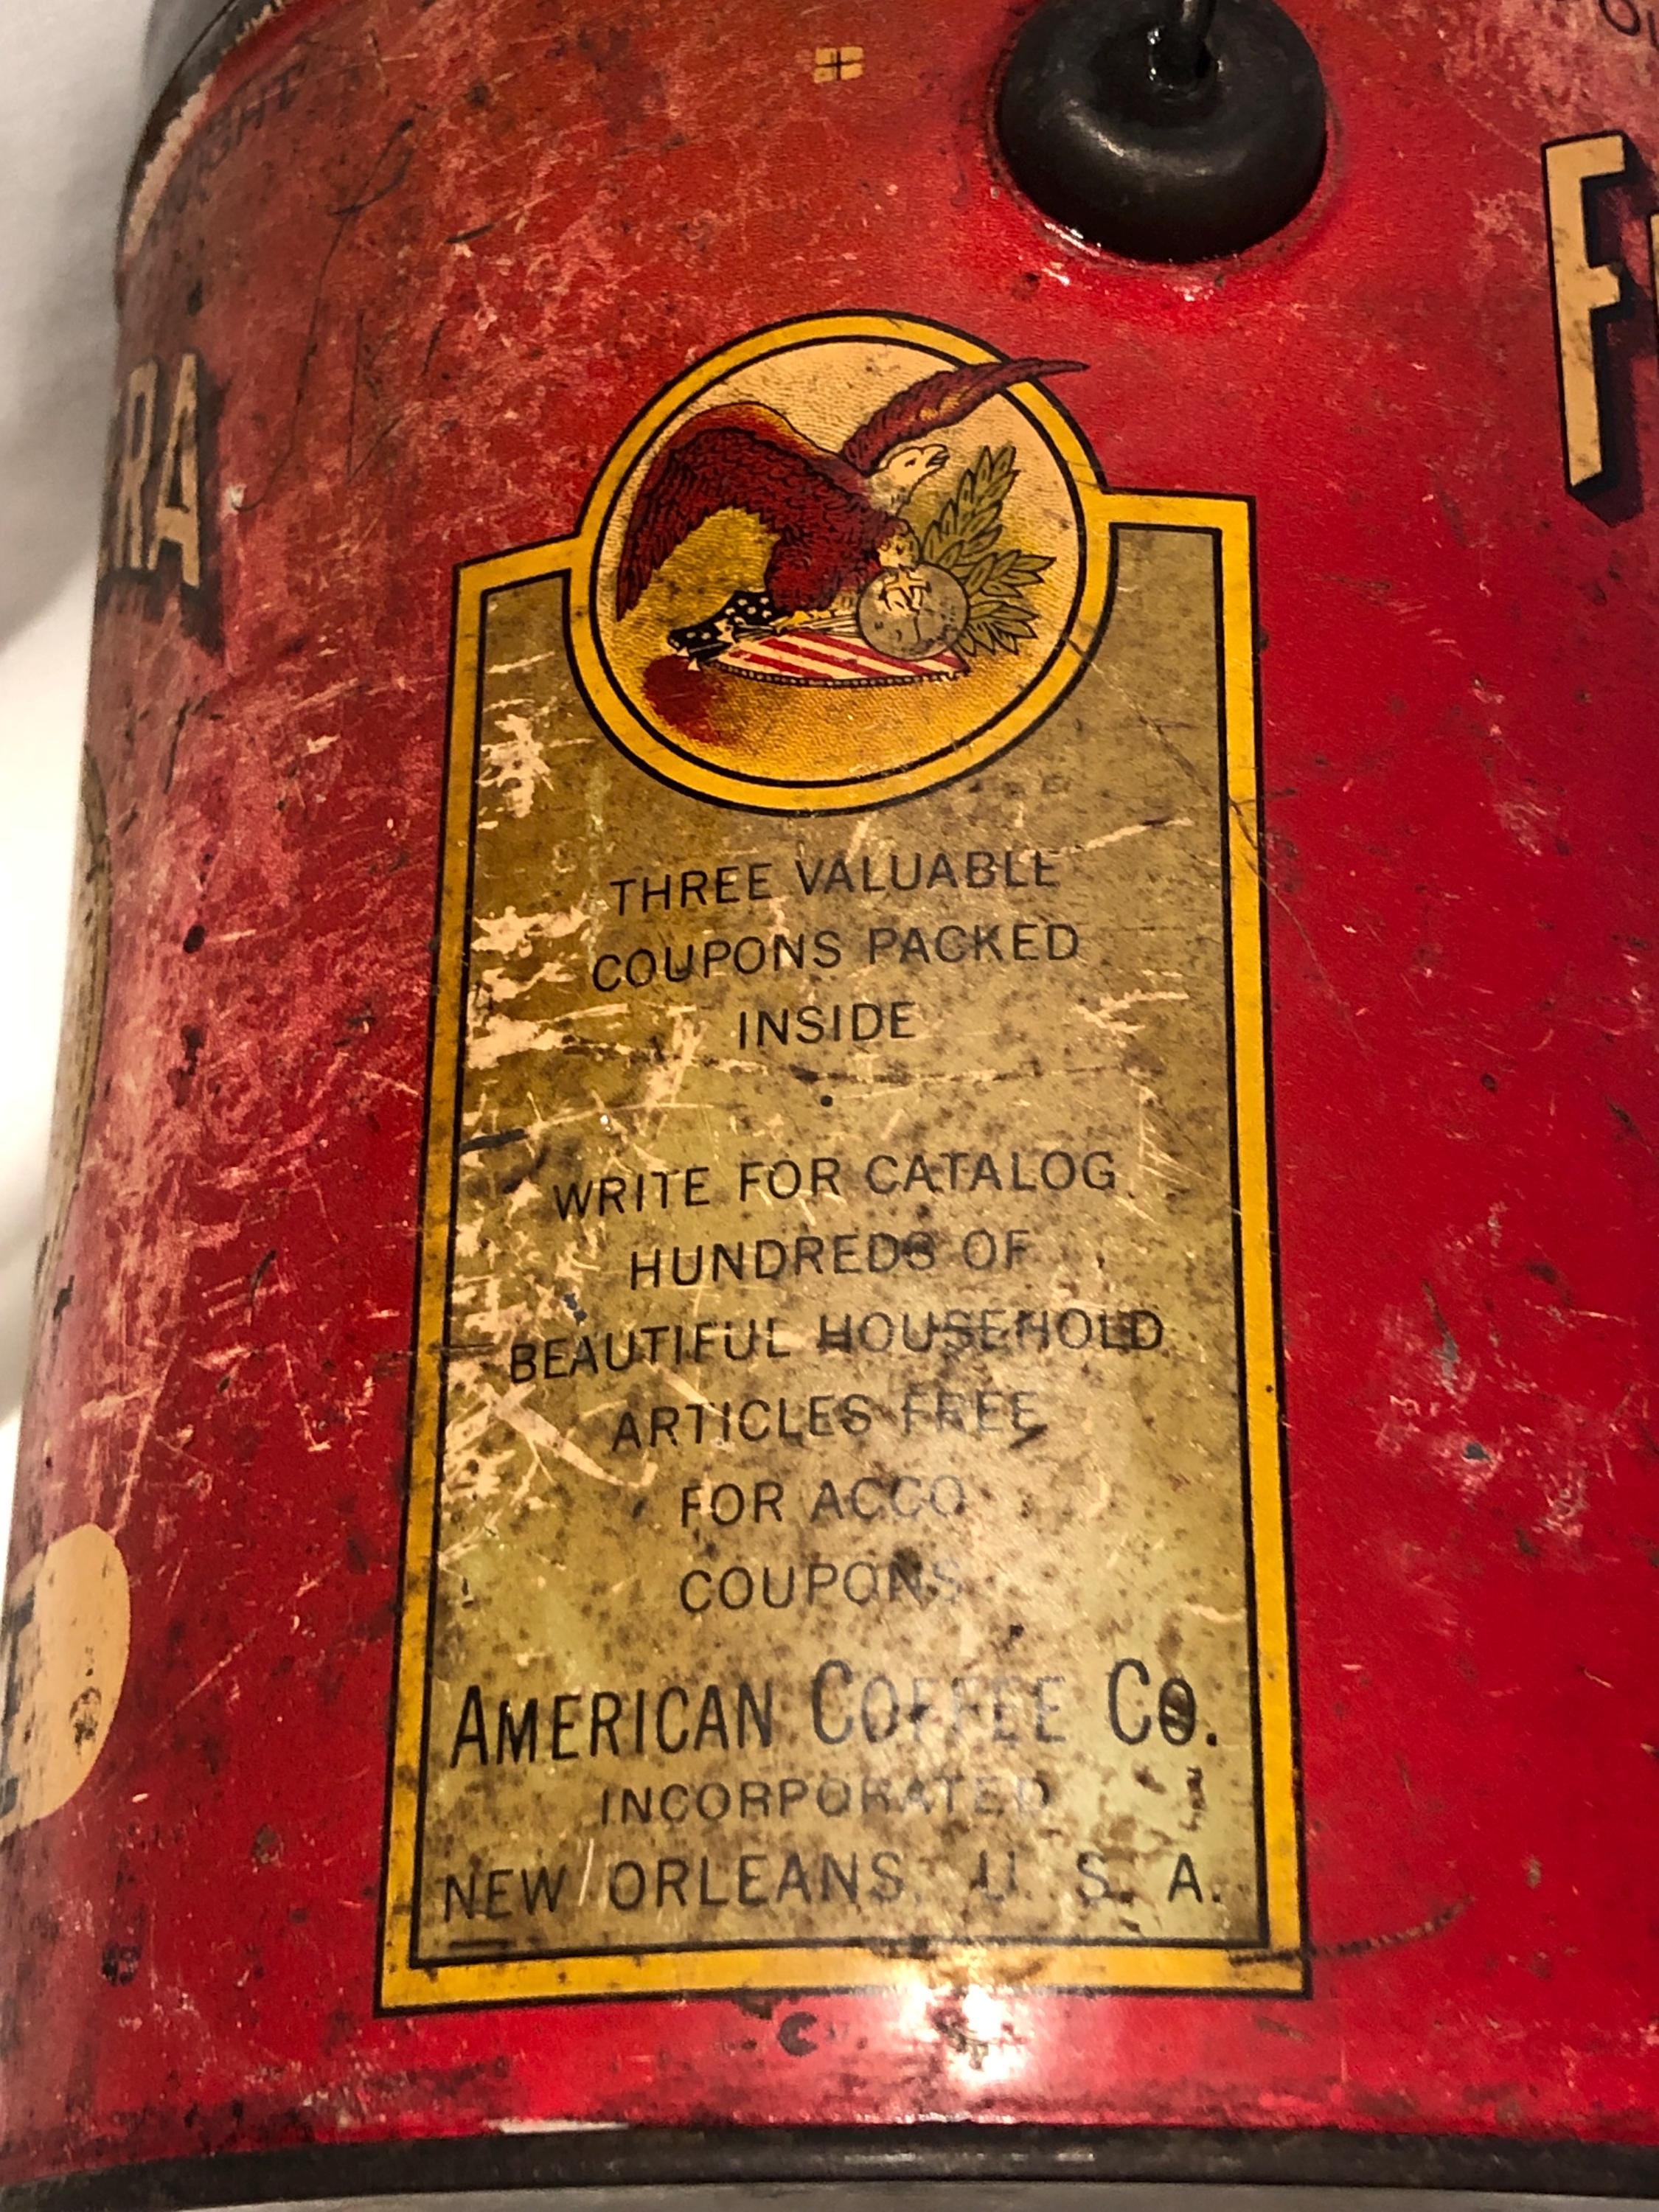 THREE VALUABLE
COUPONS PACKED
INSIDE
WRITE FOR CATALOG
HUNDREDS OF
BEAUTIFUL HOUSEHOLD
ARTICLES FREE
FOR ACCO
COUPONS
AMERICAN COFFEE CO.
INCORPORATED
NEW ORLEANS, U. S. A.